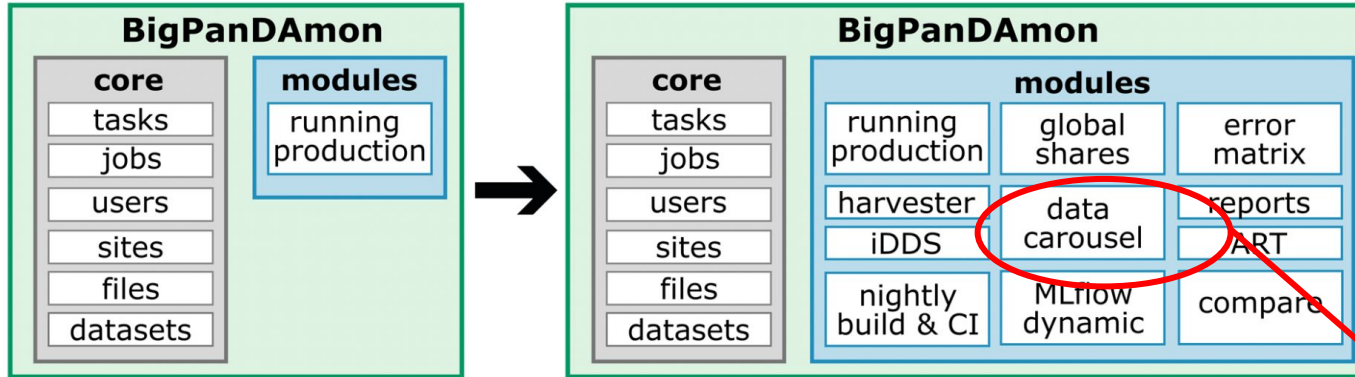 BigPanDAmon
core
tasks
jobs
users
sites
files
datasets
modules
running
production
BigPanDAmon
core
tasks
jobs
users
sites
files
datasets
modules
running
production
global
shares
error
matrix
harvester
iDDS
data
carousel
reports
ART
nightly
build & CI
MLflow
dynamic
compare